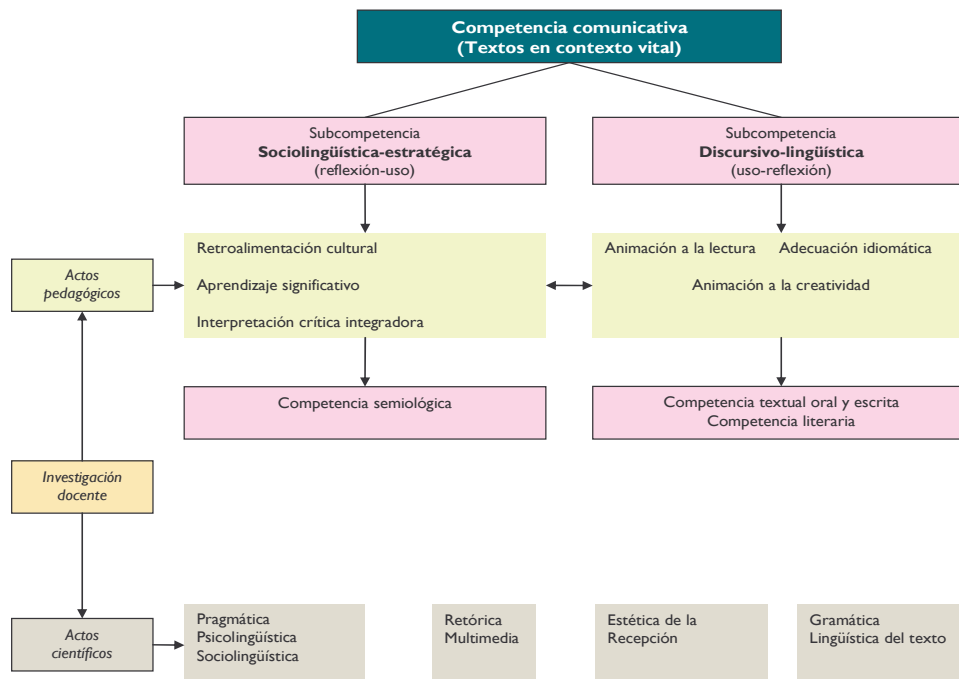 Competencia comunicativa
(Textos en contexto vital)
Subcompetencia
Sociolingüística-estratégica
(reflexión-uso)
Subcompetencia
Discursivo-lingüística
(uso-reflexión)
Actos
pedagógicos
Retroalimentación cultural
Aprendizaje significativo
Interpretación crítica integradora
Animación a la lectura Adecuación idiomática
Animación a la creatividad
Competencia semiológica
Competencia textual oral y escrita
Competencia literaria
Investigación
docente
Actos
científicos
Pragmática
Psicolingüística
Sociolingüística
Retórica
Multimedia
Estética de la
Recepción
Gramática
Lingüística del texto